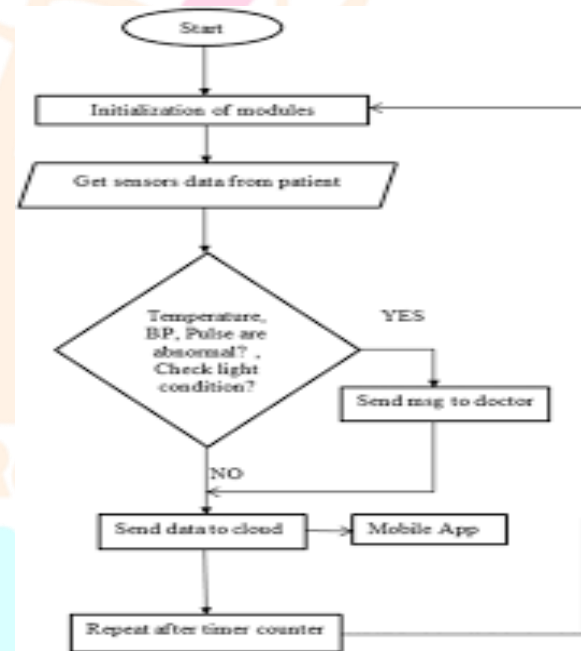 Start
Initialization of modules
Get sensors data from patient
Temperature,
BP, Pulse are
abnormal? ,
Check light
condition?
YES
Send msg to doctor
NO
Send data to cloud
Mobile App
Repeat after timer counter